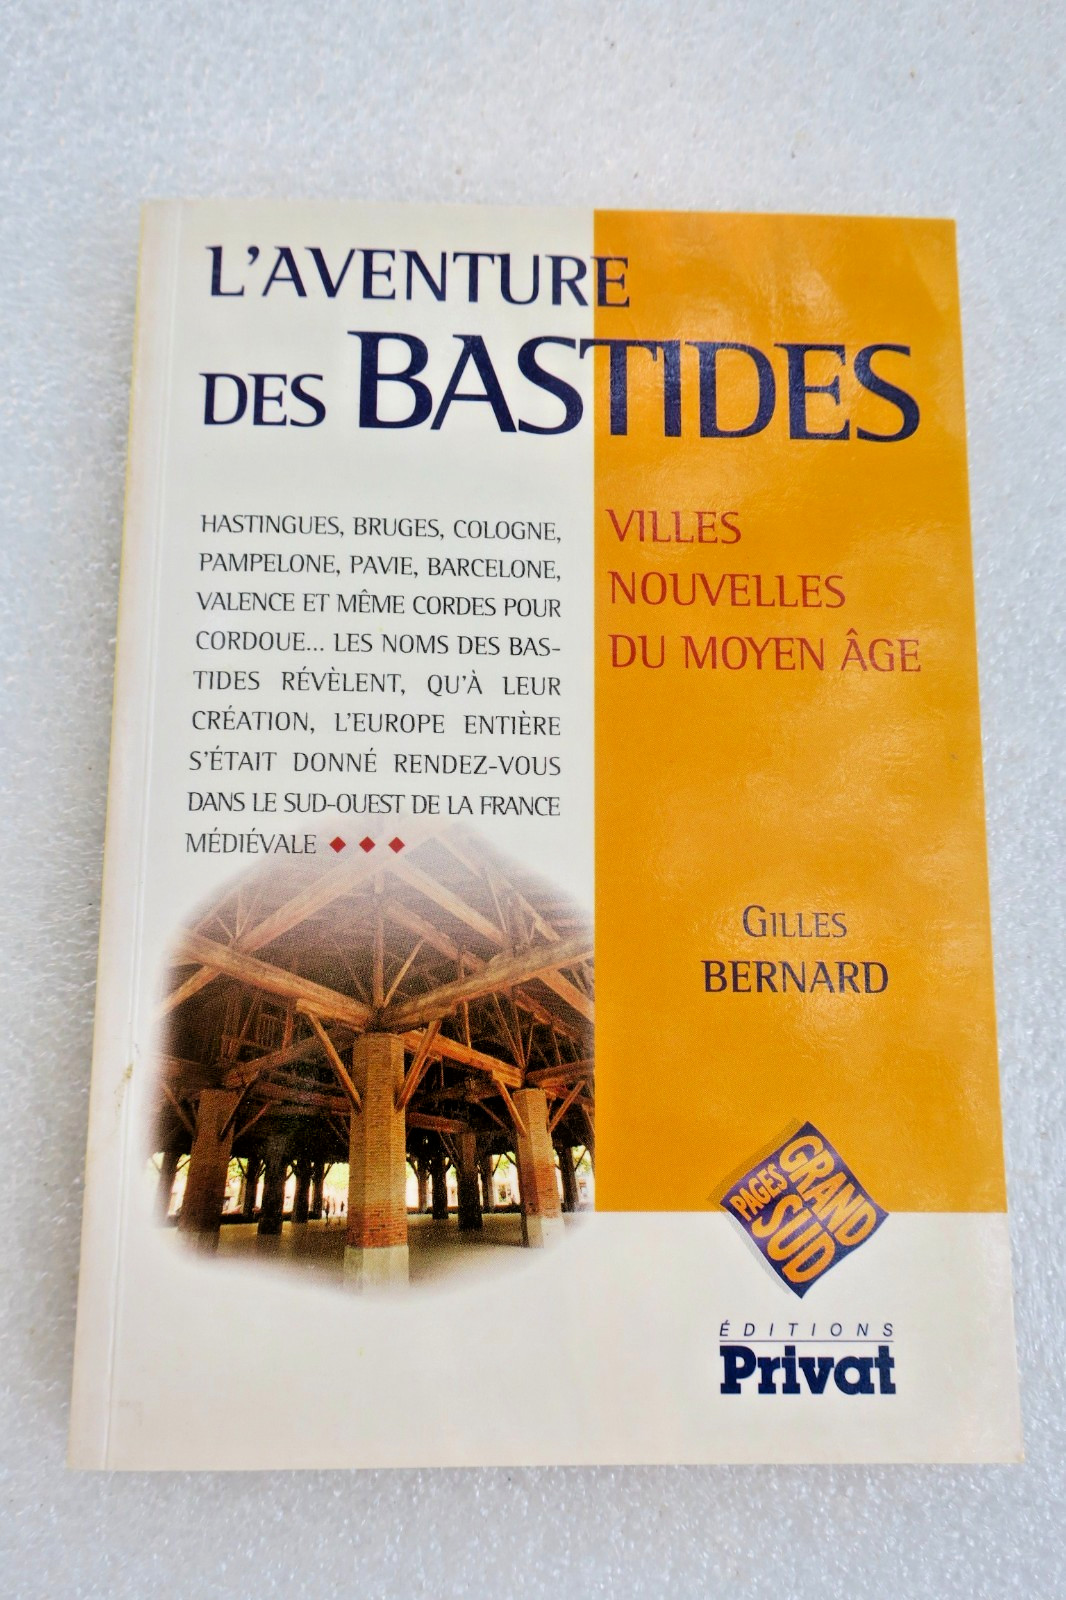 L'AVENTURE
DES BASTIDES
HASTINGUES, BRUGES, COLOGNE,
PAMPELONE, PAVIE, BARCELONE,
VALENCE ET MÊME CORDES POUR
CORDOUE... LES NOMS DES BAS-
TIDES RÉVÈLENT, QU'À LEUR
CRÉATION, L'EUROPE ENTIÈRE
S'ÉTAIT DONNÉ RENDEZ-VOUS
DANS LE SUD-OUEST DE LA FRANCE
MÉDIÉVALE
VILLES
NOUVELLES
DU MOYEN ÂGE
GILLES
BERNARD
PAGES
GRAND
SUD
ÉDITIONS
Privat